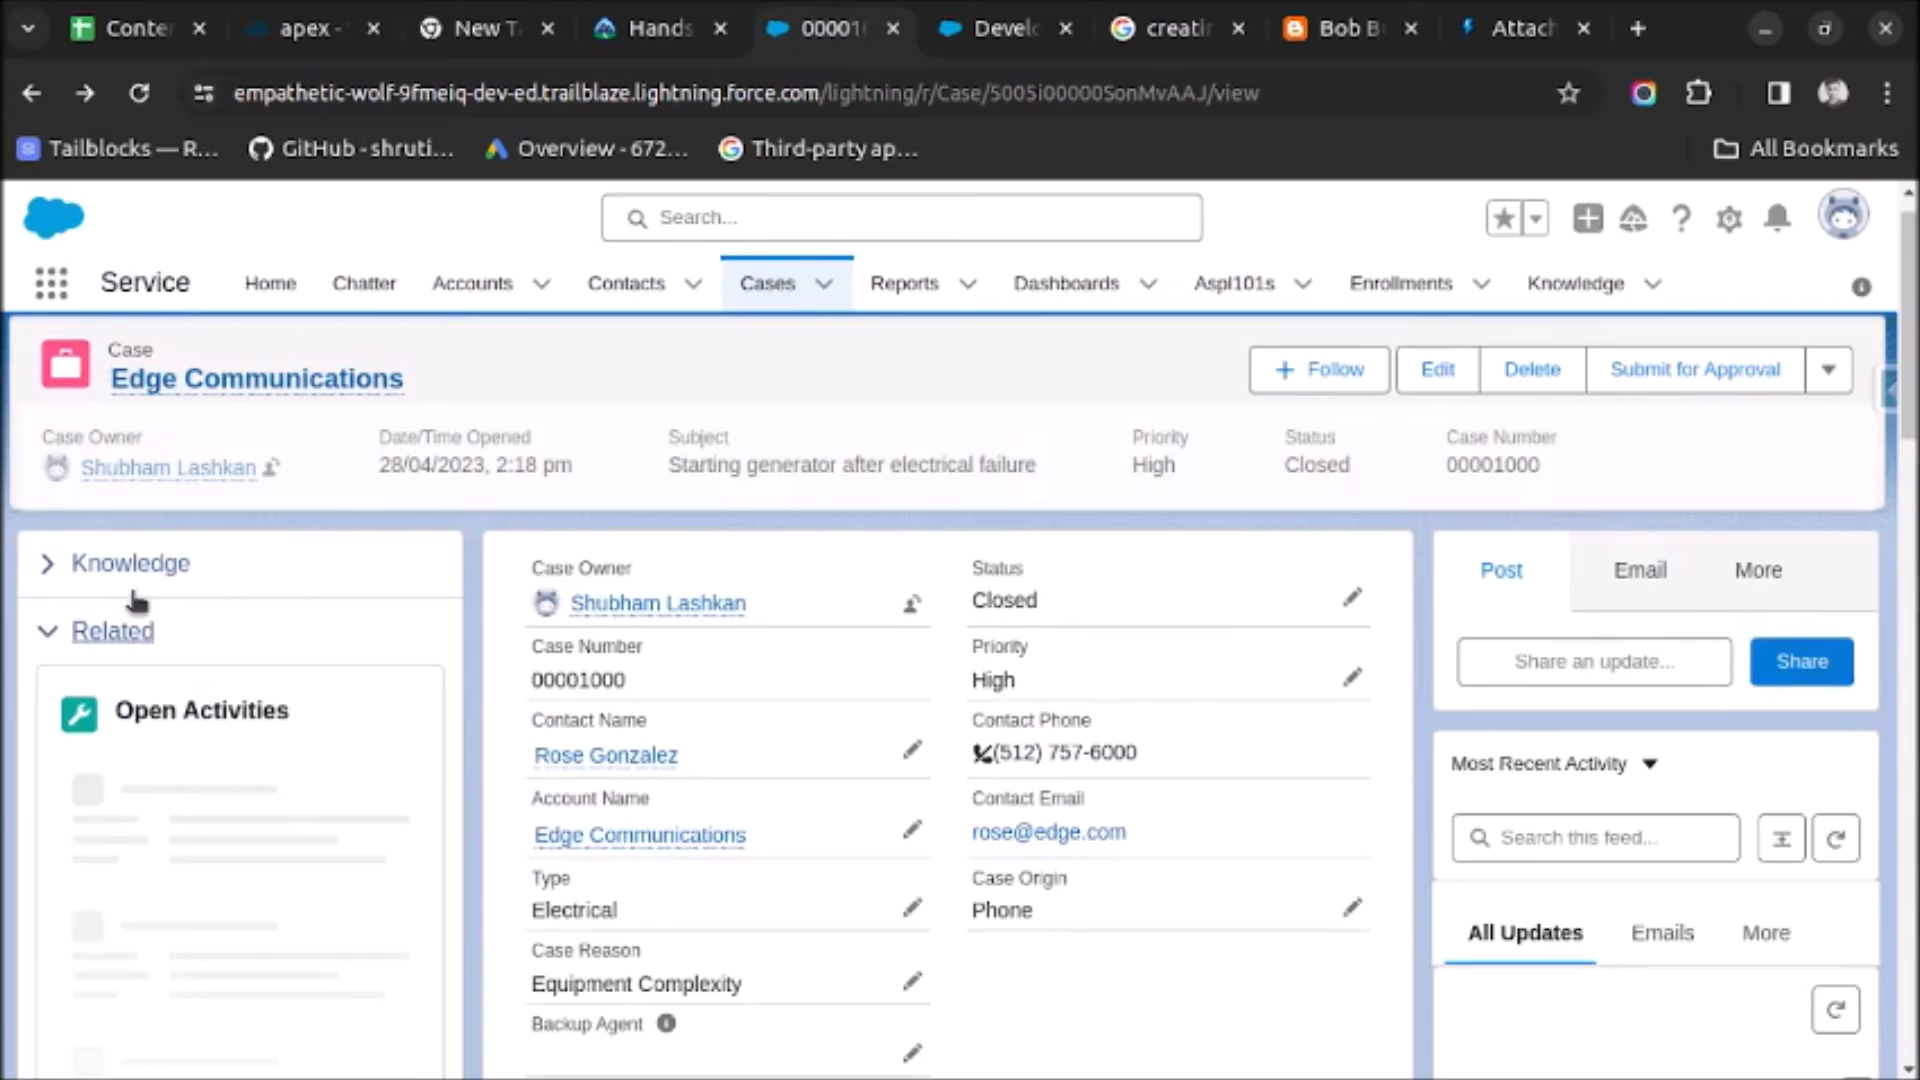 Conter
apex -
New T
Hands
00001
Develo
creatir
Bob B
Attach
empathetic-wolf-9fmeiq-dev-ed.trailblaze.lightning.force.com/lightning/r/Case/5005i00000SonMvAAJ/view
Tailblocks — R...
GitHub - shruti...
Overview - 672...
Third-party ap...
All Bookmarks
Search...
Service
Home
Chatter
Accounts
Contacts
Cases
Reports
Dashboards
Aspl101s
Enrollments
Knowledge
Case
Edge Communications
+ Follow
Edit
Delete
Submit for Approval
Case Owner
Shubham Lashkan
Date/Time Opened
28/04/2023, 2:18 pm
Subject
Starting generator after electrical failure
Priority
High
Status
Closed
Case Number
00001000
Knowledge
Related
Open Activities
Case Owner
Shubham Lashkan
Case Number
00001000
Contact Name
Rose Gonzalez
Account Name
Edge Communications
Type
Electrical
Case Reason
Equipment Complexity
Backup Agent
Status
Closed
Priority
High
Contact Phone
(512) 757-6000
Contact Email
rose@edge.com
Case Origin
Phone
Post
Email
More
Share an update...
Share
Most Recent Activity
Search this feed...
All Updates
Emails
More